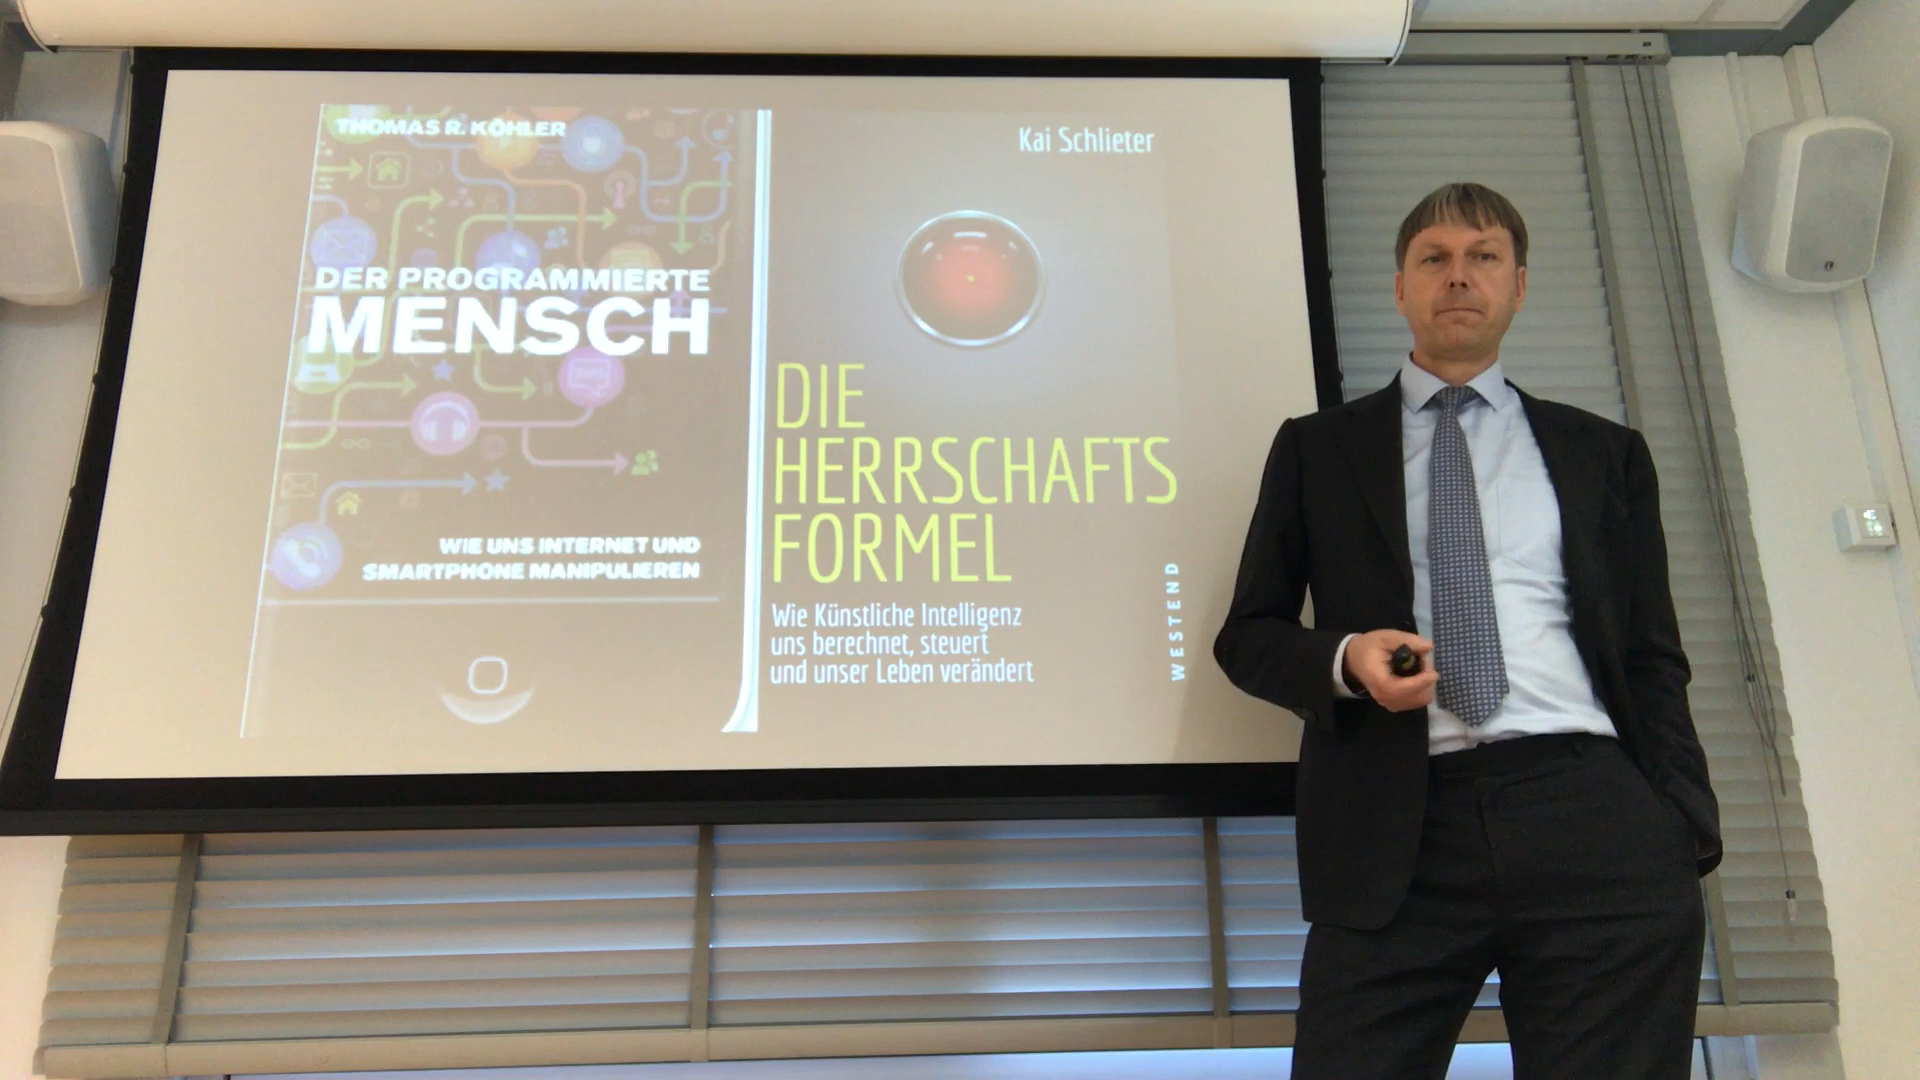 THOMAS R. KÖHLER
DER PROGRAMMIERTE
MENSCH
WIE UNS INTERNET UND
SMARTPHONE MANIPULIEREN
Kai Schlieter
DIE
HERRSCHAFTS
FORMEL
Wie Künstliche Intelligenz
uns berechnet, steuert
und unser Leben verändert
WESTEND